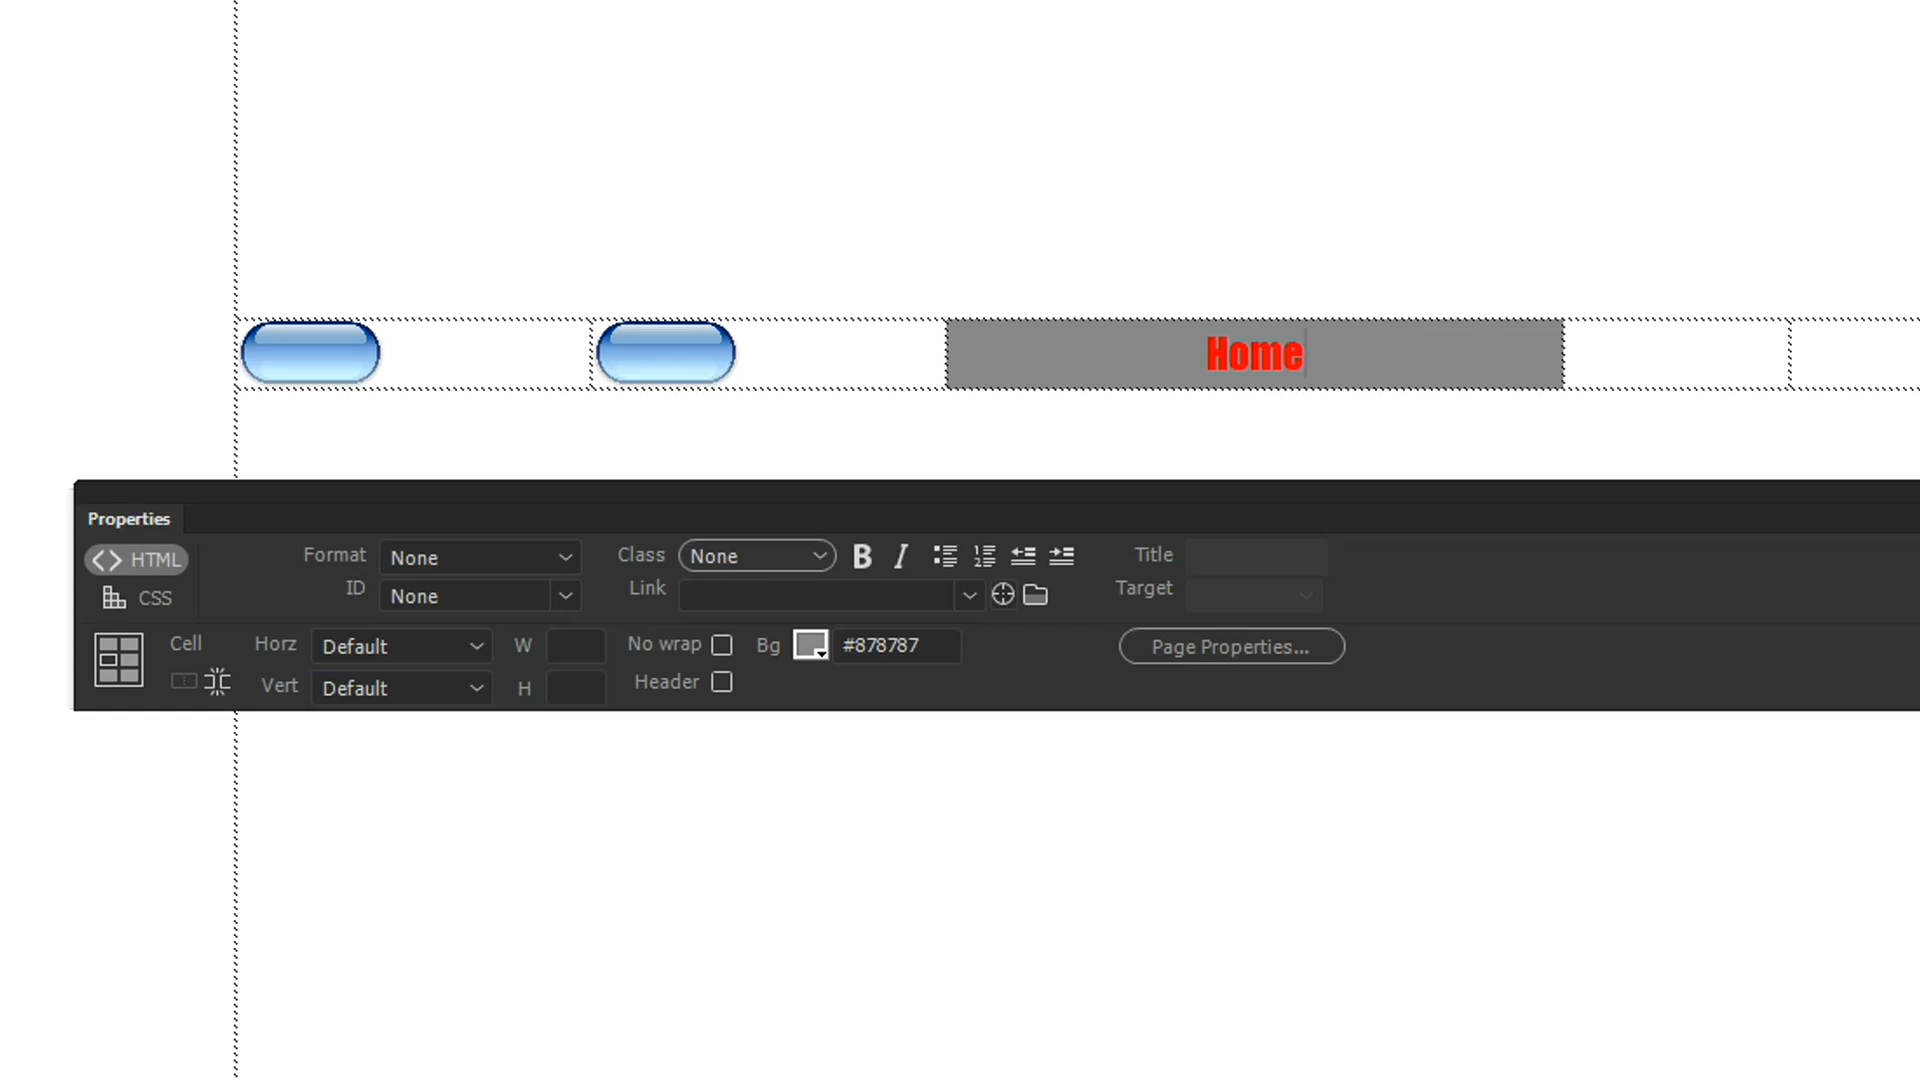 Home
Properties
HTML Format None Class None B I Title
CSS ID None Link Target
Cell Horz Default W No wrap Bg #878787 Page Properties...
Vert Default H Header